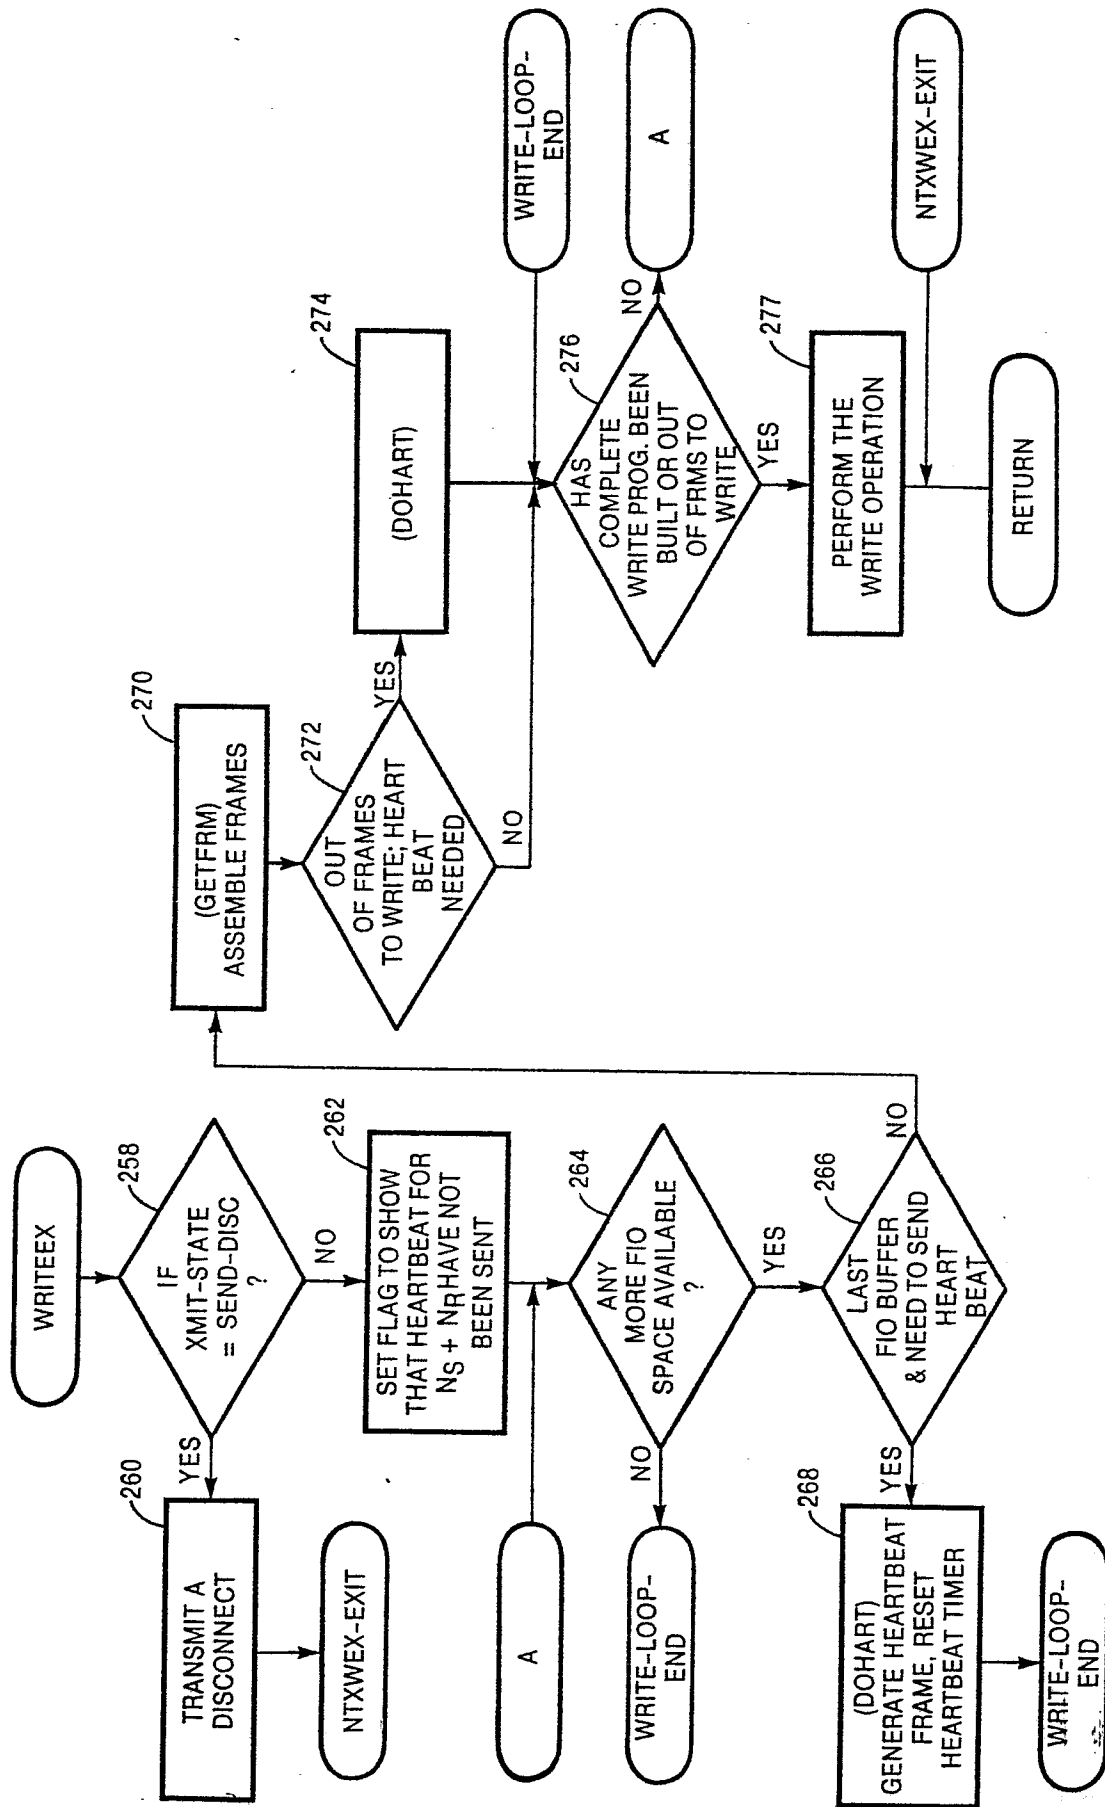 WRITEEX
258
IF
XMIT-STATE
= SEND-DISC
?
YES
NO
260
TRANSMIT A
DISCONNECT
NTXWEX-EXIT
262
SET FLAG TO SHOW
THAT HEARTBEAT FOR
NS + NR HAVE NOT
BEEN SENT
A
264
ANY
MORE FIO
SPACE AVAILABLE
?
NO
YES
WRITE-LOOP-
END
266
LAST
FIO BUFFER
& NEED TO SEND
HEART
BEAT
YES
NO
268
(DOHART)
GENERATE HEARTBEAT
FRAME, RESET
HEARTBEAT TIMER
WRITE-LOOP-
END
270
(GETFRM)
ASSEMBLE FRAMES
272
OUT
OF FRAMES
TO WRITE; HEART
BEAT
NEEDED
YES
NO
274
(DOHART)
WRITE-LOOP-
END
276
HAS
COMPLETE
WRITE PROG. BEEN
BUILT OR OUT
OF FRMS TO
WRITE
NO
YES
A
277
PERFORM THE
WRITE OPERATION
NTXWEX-EXIT
RETURN